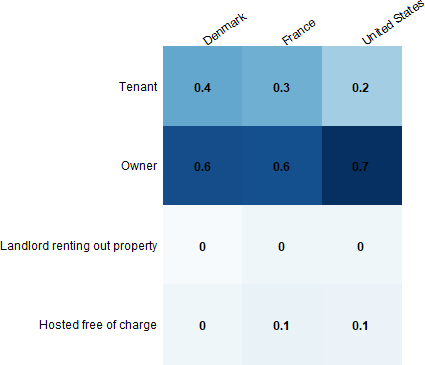 Denmark France United States
Tenant 0.4 0.3 0.2
Owner 0.6 0.6 0.7
Landlord renting out property 0 0 0
Hosted free of charge 0 0.1 0.1